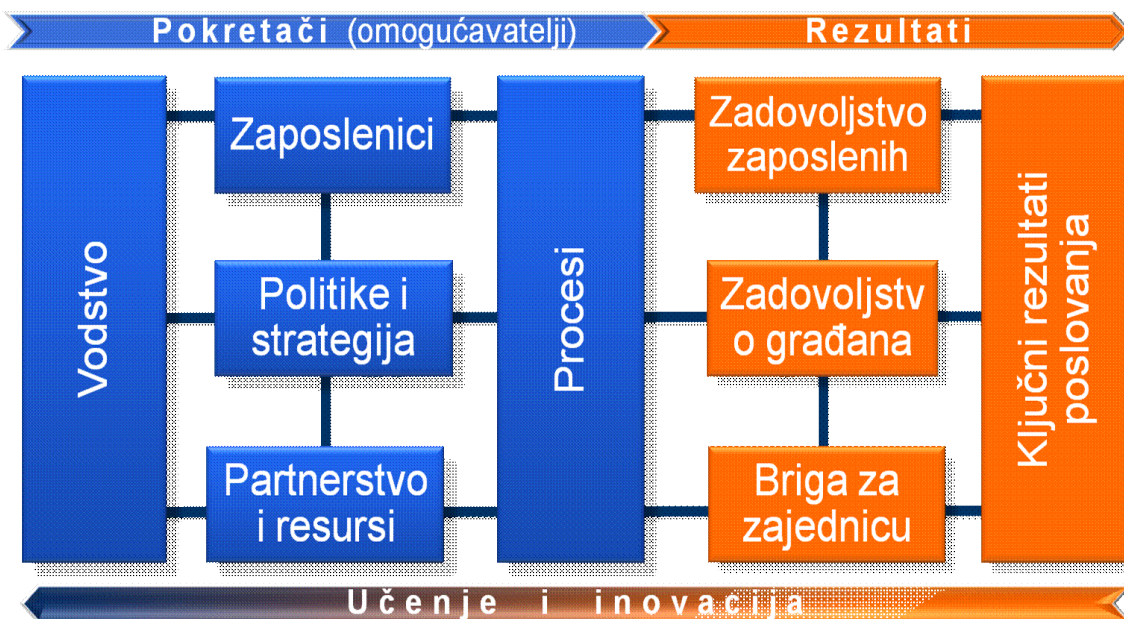 Pokretači (omogućavatelji)
Rezultati
Vodstvo
Zaposlenici
Politike i
strategija
Partnerstvo
i resursi
Procesi
Zadovoljstvo
zaposlenih
Zadovoljstv
o građana
Briga za
zajednicu
Ključni rezultati
poslovanja
Učenje i inovacija